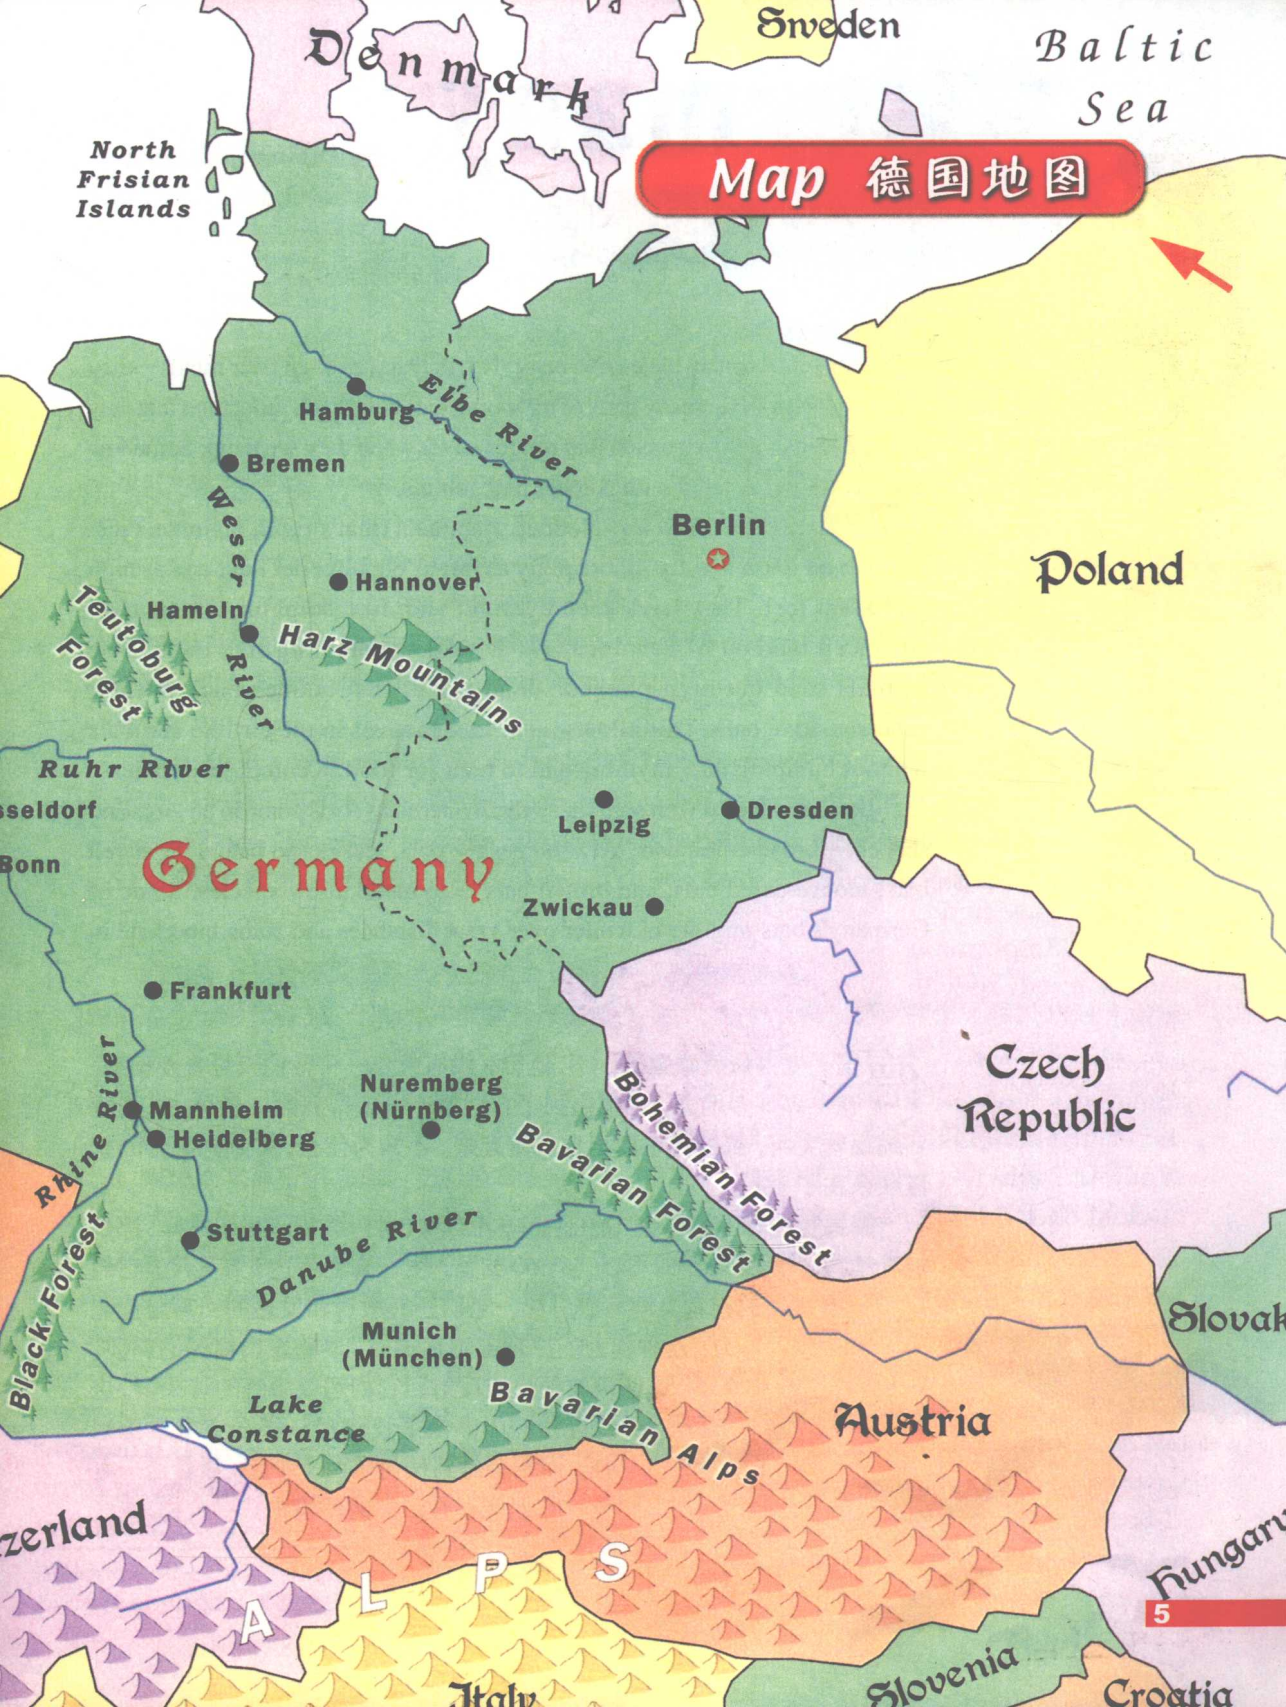 Sweden
Denmark
Baltic
Sea
North
Frisian
Islands
Map 德国地图
Elbe River
Hamburg
Bremen
Weser
River
Berlin
Hannover
Poland
Hameln
Teutoburg
Forest
Harz Mountains
Ruhr River
sseldorf
Leipzig
Dresden
Bonn
Germany
Zwickau
Frankfurt
Czech
Republic
Rhine River
Nuremberg
(Nürnberg)
Mannheim
Heidelberg
Bohemian Forest
Bavarian Forest
Stuttgart
Danube River
Black Forest
Munich
(München)
Slovak
Lake
Constance
Bavarian Alps
Austria
zerland
ALPS
Hungary
5
Slovenia
Italy
Croatia